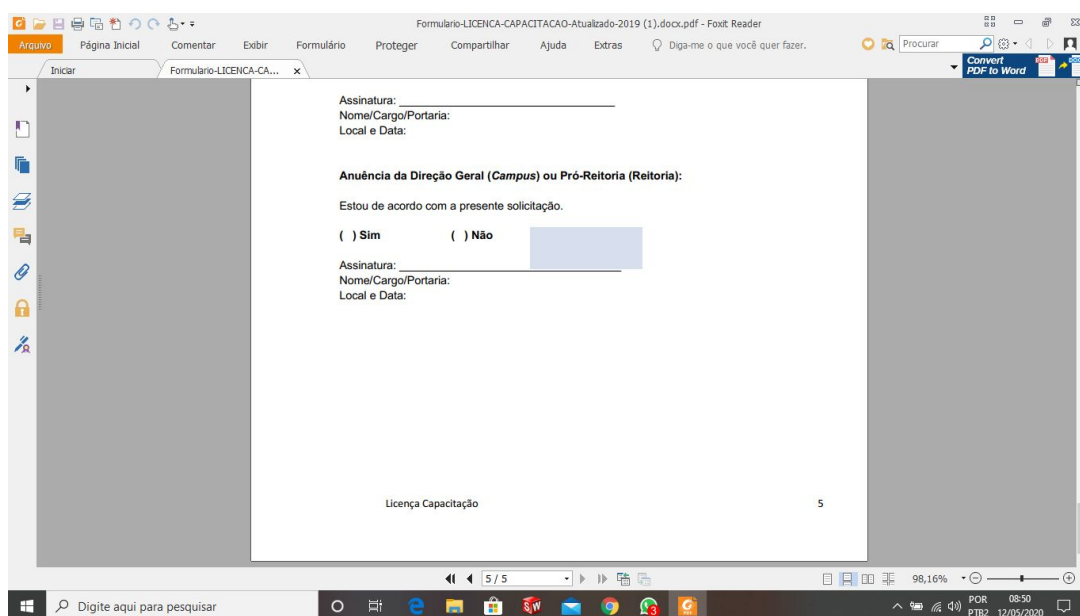 Formulario-LICENCA-CAPACITACAO-Atualizado-2019 (1).docx.pdf - Foxit Reader
Arquivo Página Inicial Comentar Exibir Formulário Proteger Compartilhar Ajuda Extras Diga-me o que você quer fazer. Procurar
Iniciar Formulario-LICENCA-CA...
Convert
PDF to Word
Assinatura:
Nome/Cargo/Portaria:
Local e Data:
Anuência da Direção Geral (Campus) ou Pró-Reitoria (Reitoria):
Estou de acordo com a presente solicitação.
( ) Sim ( ) Não
Assinatura:
Nome/Cargo/Portaria:
Local e Data:
Licença Capacitação 5
5 / 5 98,16%
Digite aqui para pesquisar
POR 08:50
PTB2 12/05/2020